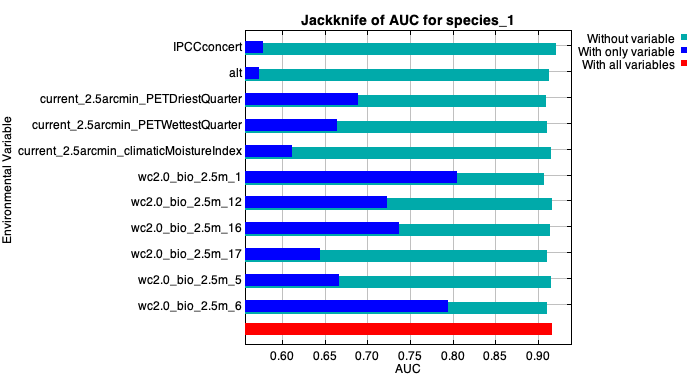 Jackknife of AUC for species_1
Without variable
With only variable
With all variables
Environmental Variable
IPCCconcert
alt
current_2.5arcmin_PETDriestQuarter
current_2.5arcmin_PETWettestQuarter
current_2.5arcmin_climaticMoistureIndex
wc2.0_bio_2.5m_1
wc2.0_bio_2.5m_12
wc2.0_bio_2.5m_16
wc2.0_bio_2.5m_17
wc2.0_bio_2.5m_5
wc2.0_bio_2.5m_6
0.60 0.65 0.70 0.75 0.80 0.85 0.90
AUC